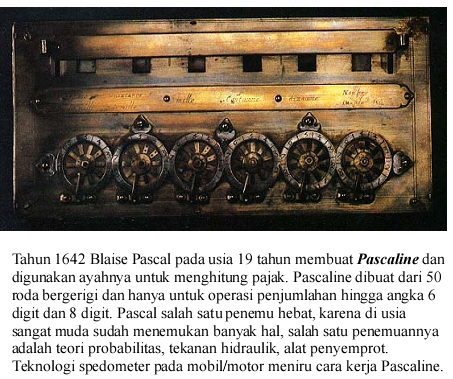 mille
Centaine
dixaine
Tahun 1642 Blaise Pascal pada usia 19 tahun membuat Pascaline dan
digunakan ayahnya untuk menghitung pajak. Pascaline dibuat dari 50
roda bergerigi dan hanya untuk operasi penjumlahan hingga angka 6
digit dan 8 digit. Pascal salah satu penemu hebat, karena di usia
sangat muda sudah menemukan banyak hal, salah satu penemuannya
adalah teori probabilitas, tekanan hidraulik, alat penyemprot.
Teknologi spedometer pada mobil/motor meniru cara kerja Pascaline.